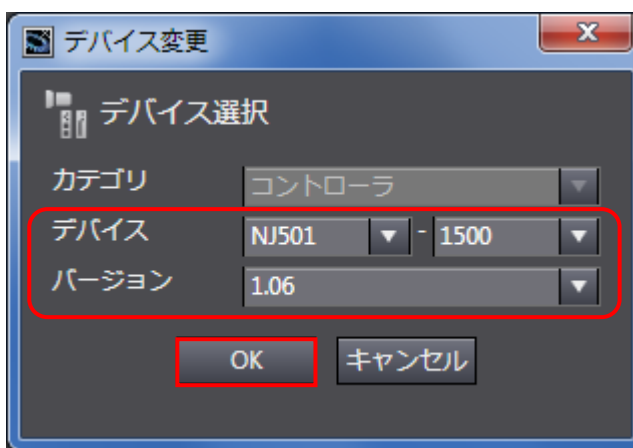 デバイス変更
デバイス選択
カテゴリ コントローラ
デバイス NJ501 - 1500
バージョン 1.06
OK キャンセル